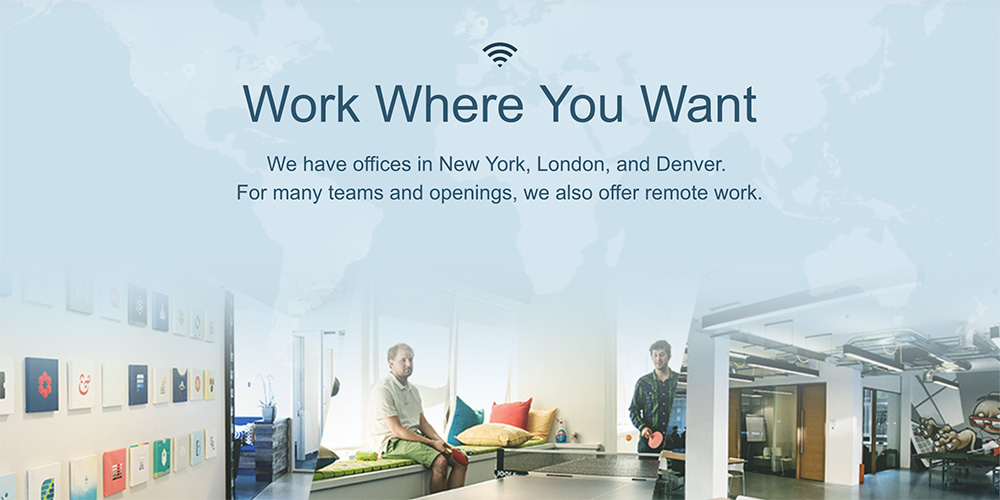 Work Where You Want
We have offices in New York, London, and Denver.
For many teams and openings, we also offer remote work.
JOOLA